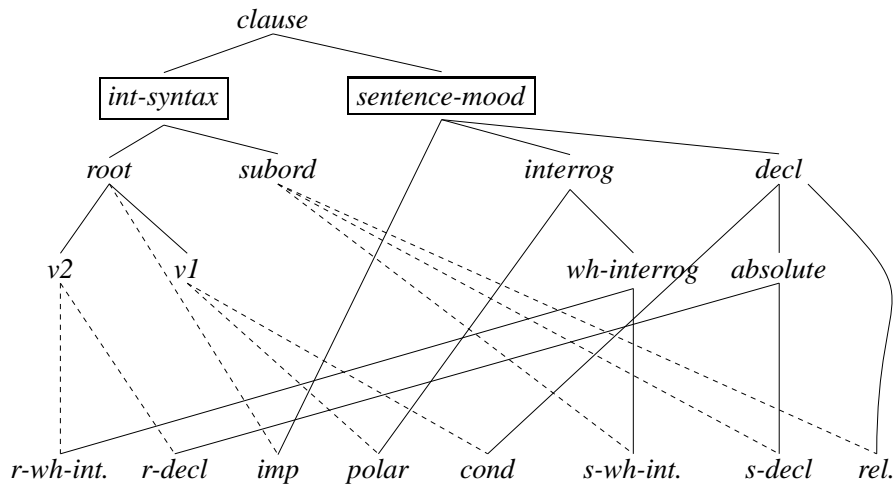 clause
int-syntax sentence-mood
root subord interrog decl
v2 v1 wh-interrog absolute
r-wh-int. r-decl imp polar cond s-wh-int. s-decl rel.